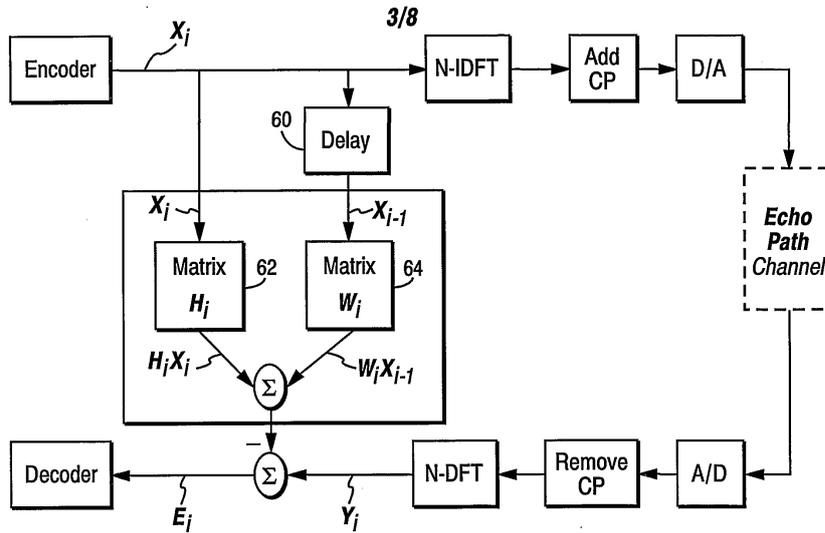 3/8
Encoder
Xi
N-IDFT
Add
CP
D/A
60
Delay
Echo
Path
Channel
Xi
Xi-1
Matrix
Hi
62
Matrix
Wi
64
HiXi
WiXi-1
Σ
−
Decoder
Ei
Σ
Yi
N-DFT
Remove
CP
A/D